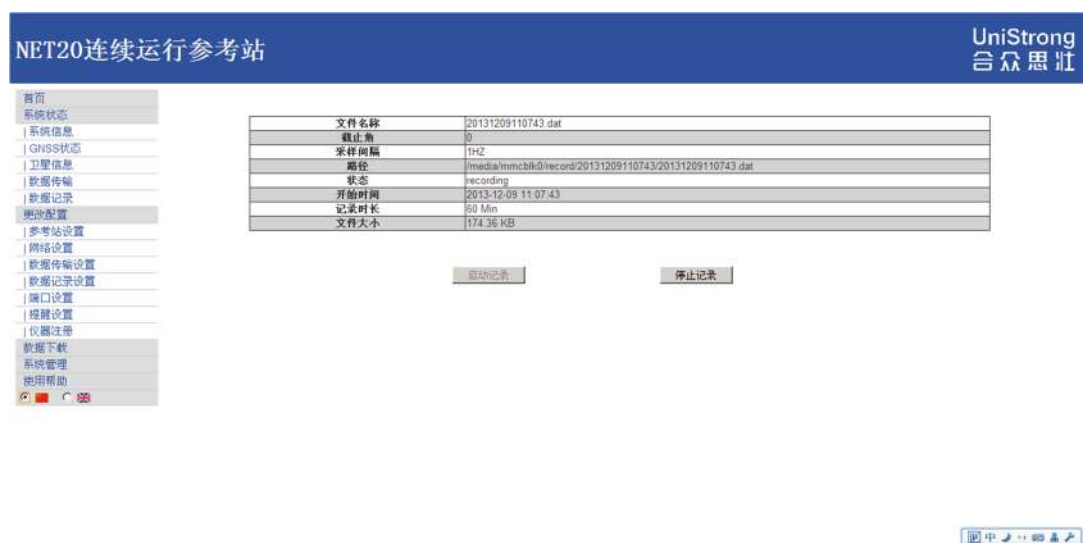 NET20连续运行参考站
UniStrong
合众思壮
首页
系统状态
|系统信息
|GNSS状态
|卫星信息
|数据传输
|数据记录
更改配置
|参考站设置
|网络设置
|数据传输设置
|数据记录设置
|端口设置
|提醒设置
|仪器注册
数据下载
系统管理
使用帮助
文件名称 20131209110743.dat
截止角 0
采样间隔 1HZ
路径 /media/mmcblk0/record/20131209110743/20131209110743.dat
状态 recording
开始时间 2013-12-09 11:07:43
记录时长 60 Min
文件大小 174.36 KB
启动记录 停止记录
中